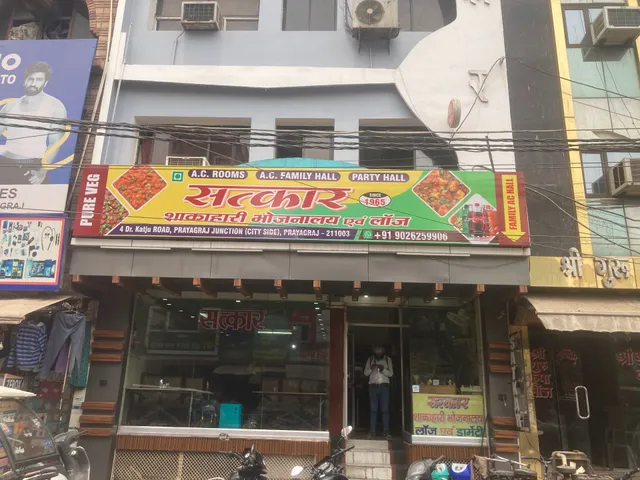 A.C. ROOMS
A.C. FAMILY HALL
PARTY HALL
PURE VEG
सत्कार
SINCE
1965
शाकाहारी भोजनालय एवं लॉज
4 Dr. Katju ROAD, PRAYAGRAJ JUNCTION (CITY SIDE), PRAYAGRAJ - 211003
+91 9026259906
FAMILY AC HALL
श्री गुरु
सत्कार
सत्कार
शाकाहारी भोजनालय
लॉज एवं डार्मेटी